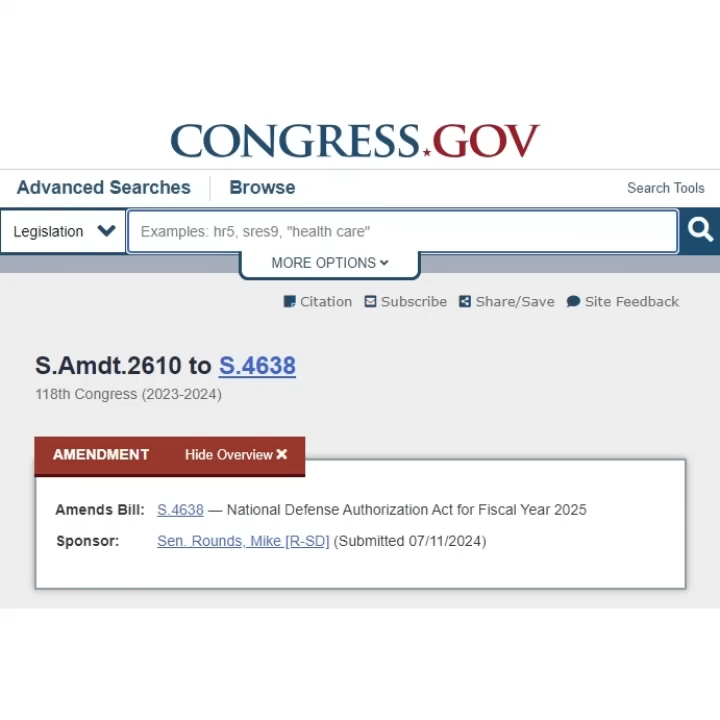 CONGRESS.GOV
Advanced Searches Browse Search Tools
Legislation Examples: hr5, sres9, "health care"
MORE OPTIONS
Citation Subscribe Share/Save Site Feedback
S.Amdt.2610 to S.4638
118th Congress (2023-2024)
AMENDMENT Hide Overview
Amends Bill: S.4638 — National Defense Authorization Act for Fiscal Year 2025
Sponsor: Sen. Rounds, Mike [R-SD] (Submitted 07/11/2024)